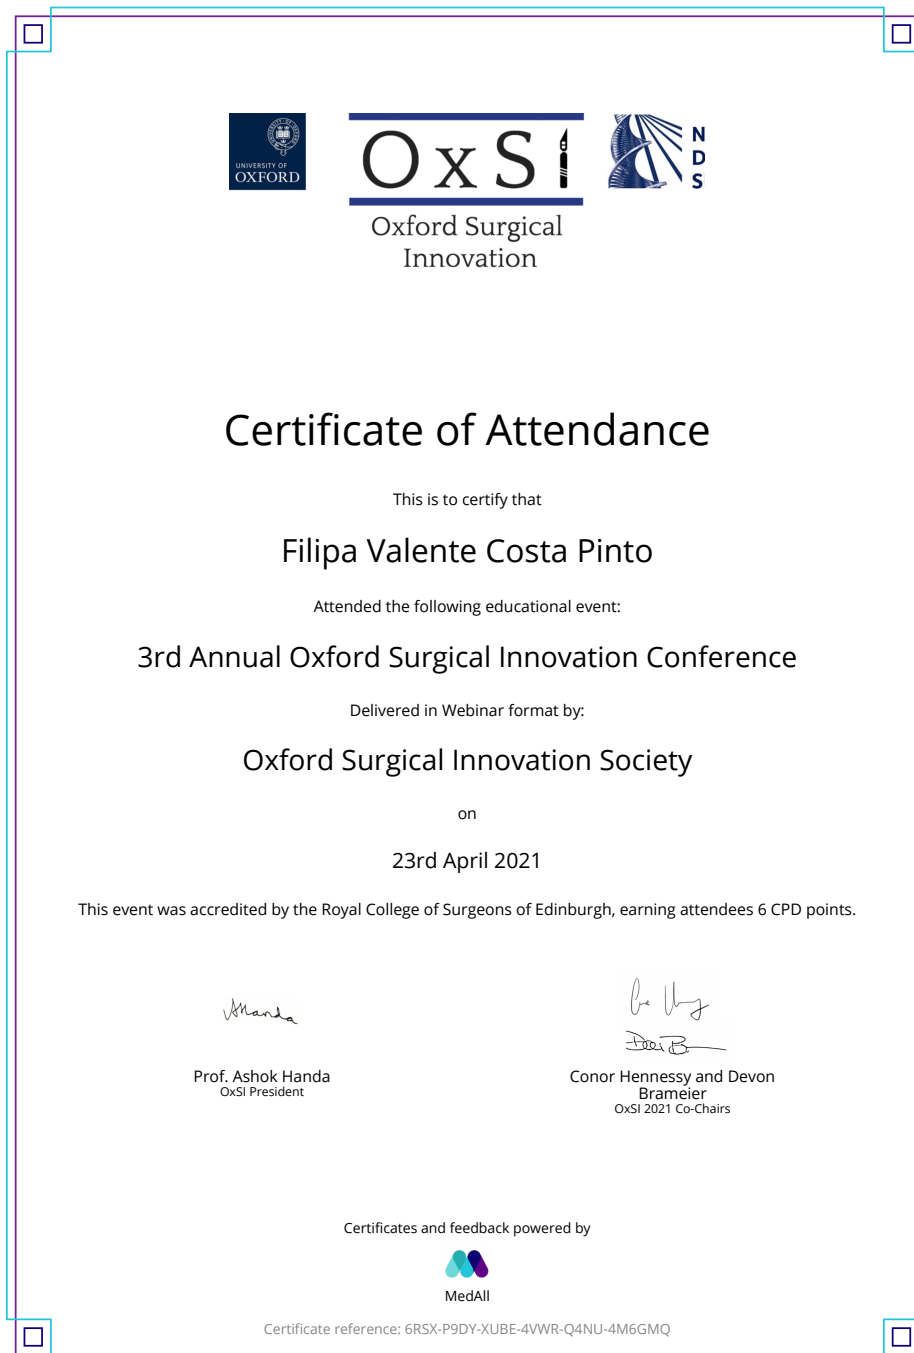 UNIVERSITY OF
OXFORD
OxSI
Oxford Surgical
Innovation
N
D
S
Certificate of Attendance
This is to certify that
Filipa Valente Costa Pinto
Attended the following educational event:
3rd Annual Oxford Surgical Innovation Conference
Delivered in Webinar format by:
Oxford Surgical Innovation Society
on
23rd April 2021
This event was accredited by the Royal College of Surgeons of Edinburgh, earning attendees 6 CPD points.
Prof. Ashok Handa
OxSI President
Conor Hennessy and Devon
Brameier
OxSI 2021 Co-Chairs
Certificates and feedback powered by
MedAll
Certificate reference: 6RSX-P9DY-XUBE-4VWR-Q4NU-4M6GMQ